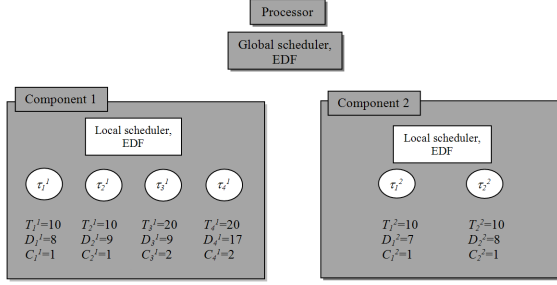 Processor
Global scheduler,
EDF
Component 1
Local scheduler,
EDF
τ₁¹ τ₂¹ τ₃¹ τ₄¹
T₁¹=10 T₂¹=10 T₃¹=20 T₄¹=20
D₁¹=8 D₂¹=9 D₃¹=9 D₄¹=17
C₁¹=1 C₂¹=1 C₃¹=2 C₄¹=2
Component 2
Local scheduler,
EDF
τ₁² τ₂²
T₁²=10 T₂²=10
D₁²=7 D₂²=8
C₁²=1 C₂²=1